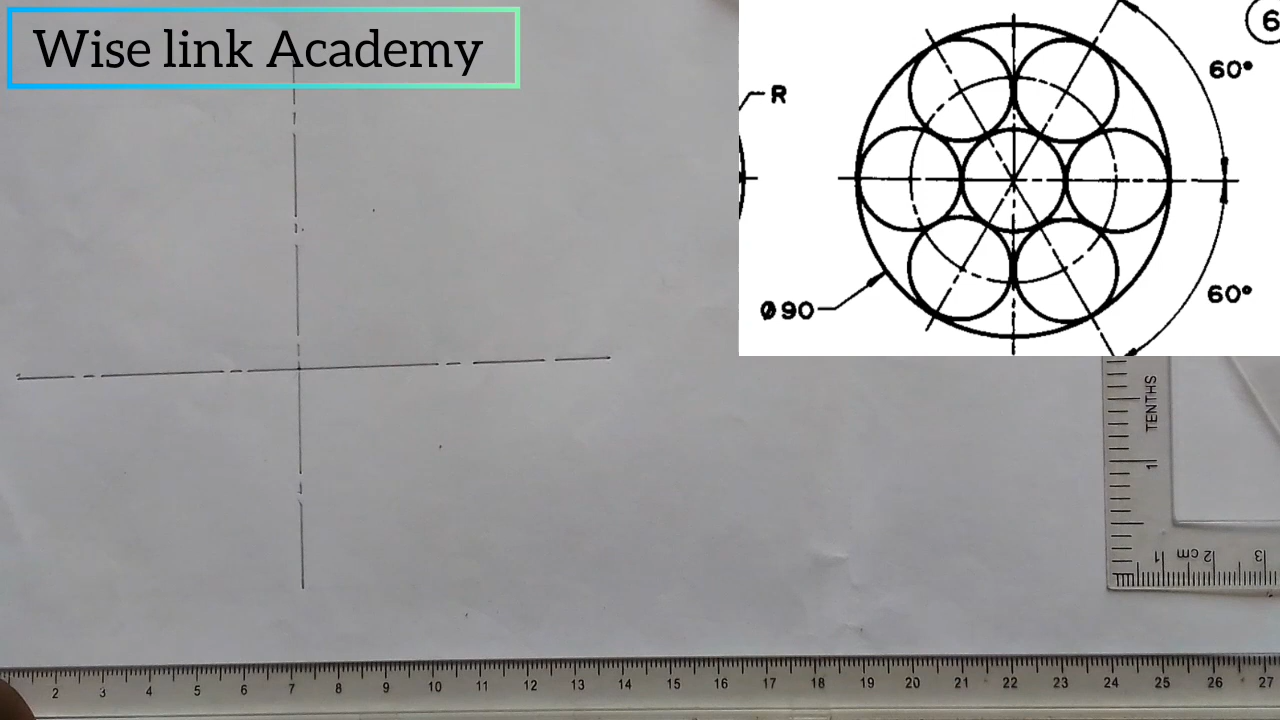 Wise link Academy
6
60°
R
60°
Ø90
TENTHS
1
1 2 cm 3
2 3 4 5 6 7 8 9 10 11 12 13 14 15 16 17 18 19 20 21 22 23 24 25 26 27